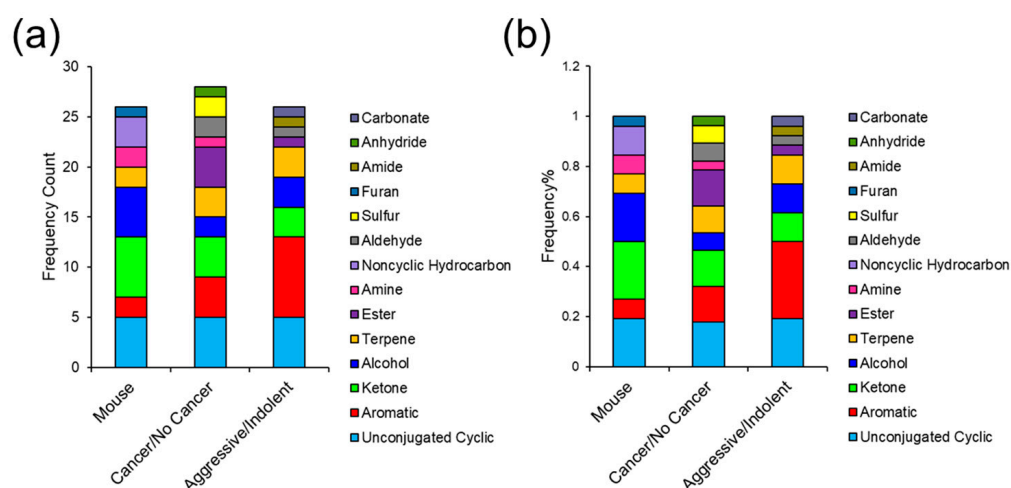 (a)
Frequency Count
30
25
20
15
10
5
0
Mouse
Cancer/No Cancer
Aggressive/Indolent
Carbonate
Anhydride
Amide
Furan
Sulfur
Aldehyde
Noncyclic Hydrocarbon
Amine
Ester
Terpene
Alcohol
Ketone
Aromatic
Unconjugated Cyclic
(b)
Frequency%
1.2
1
0.8
0.6
0.4
0.2
0
Mouse
Cancer/No Cancer
Aggressive/Indolent
Carbonate
Anhydride
Amide
Furan
Sulfur
Aldehyde
Noncyclic Hydrocarbon
Amine
Ester
Terpene
Alcohol
Ketone
Aromatic
Unconjugated Cyclic